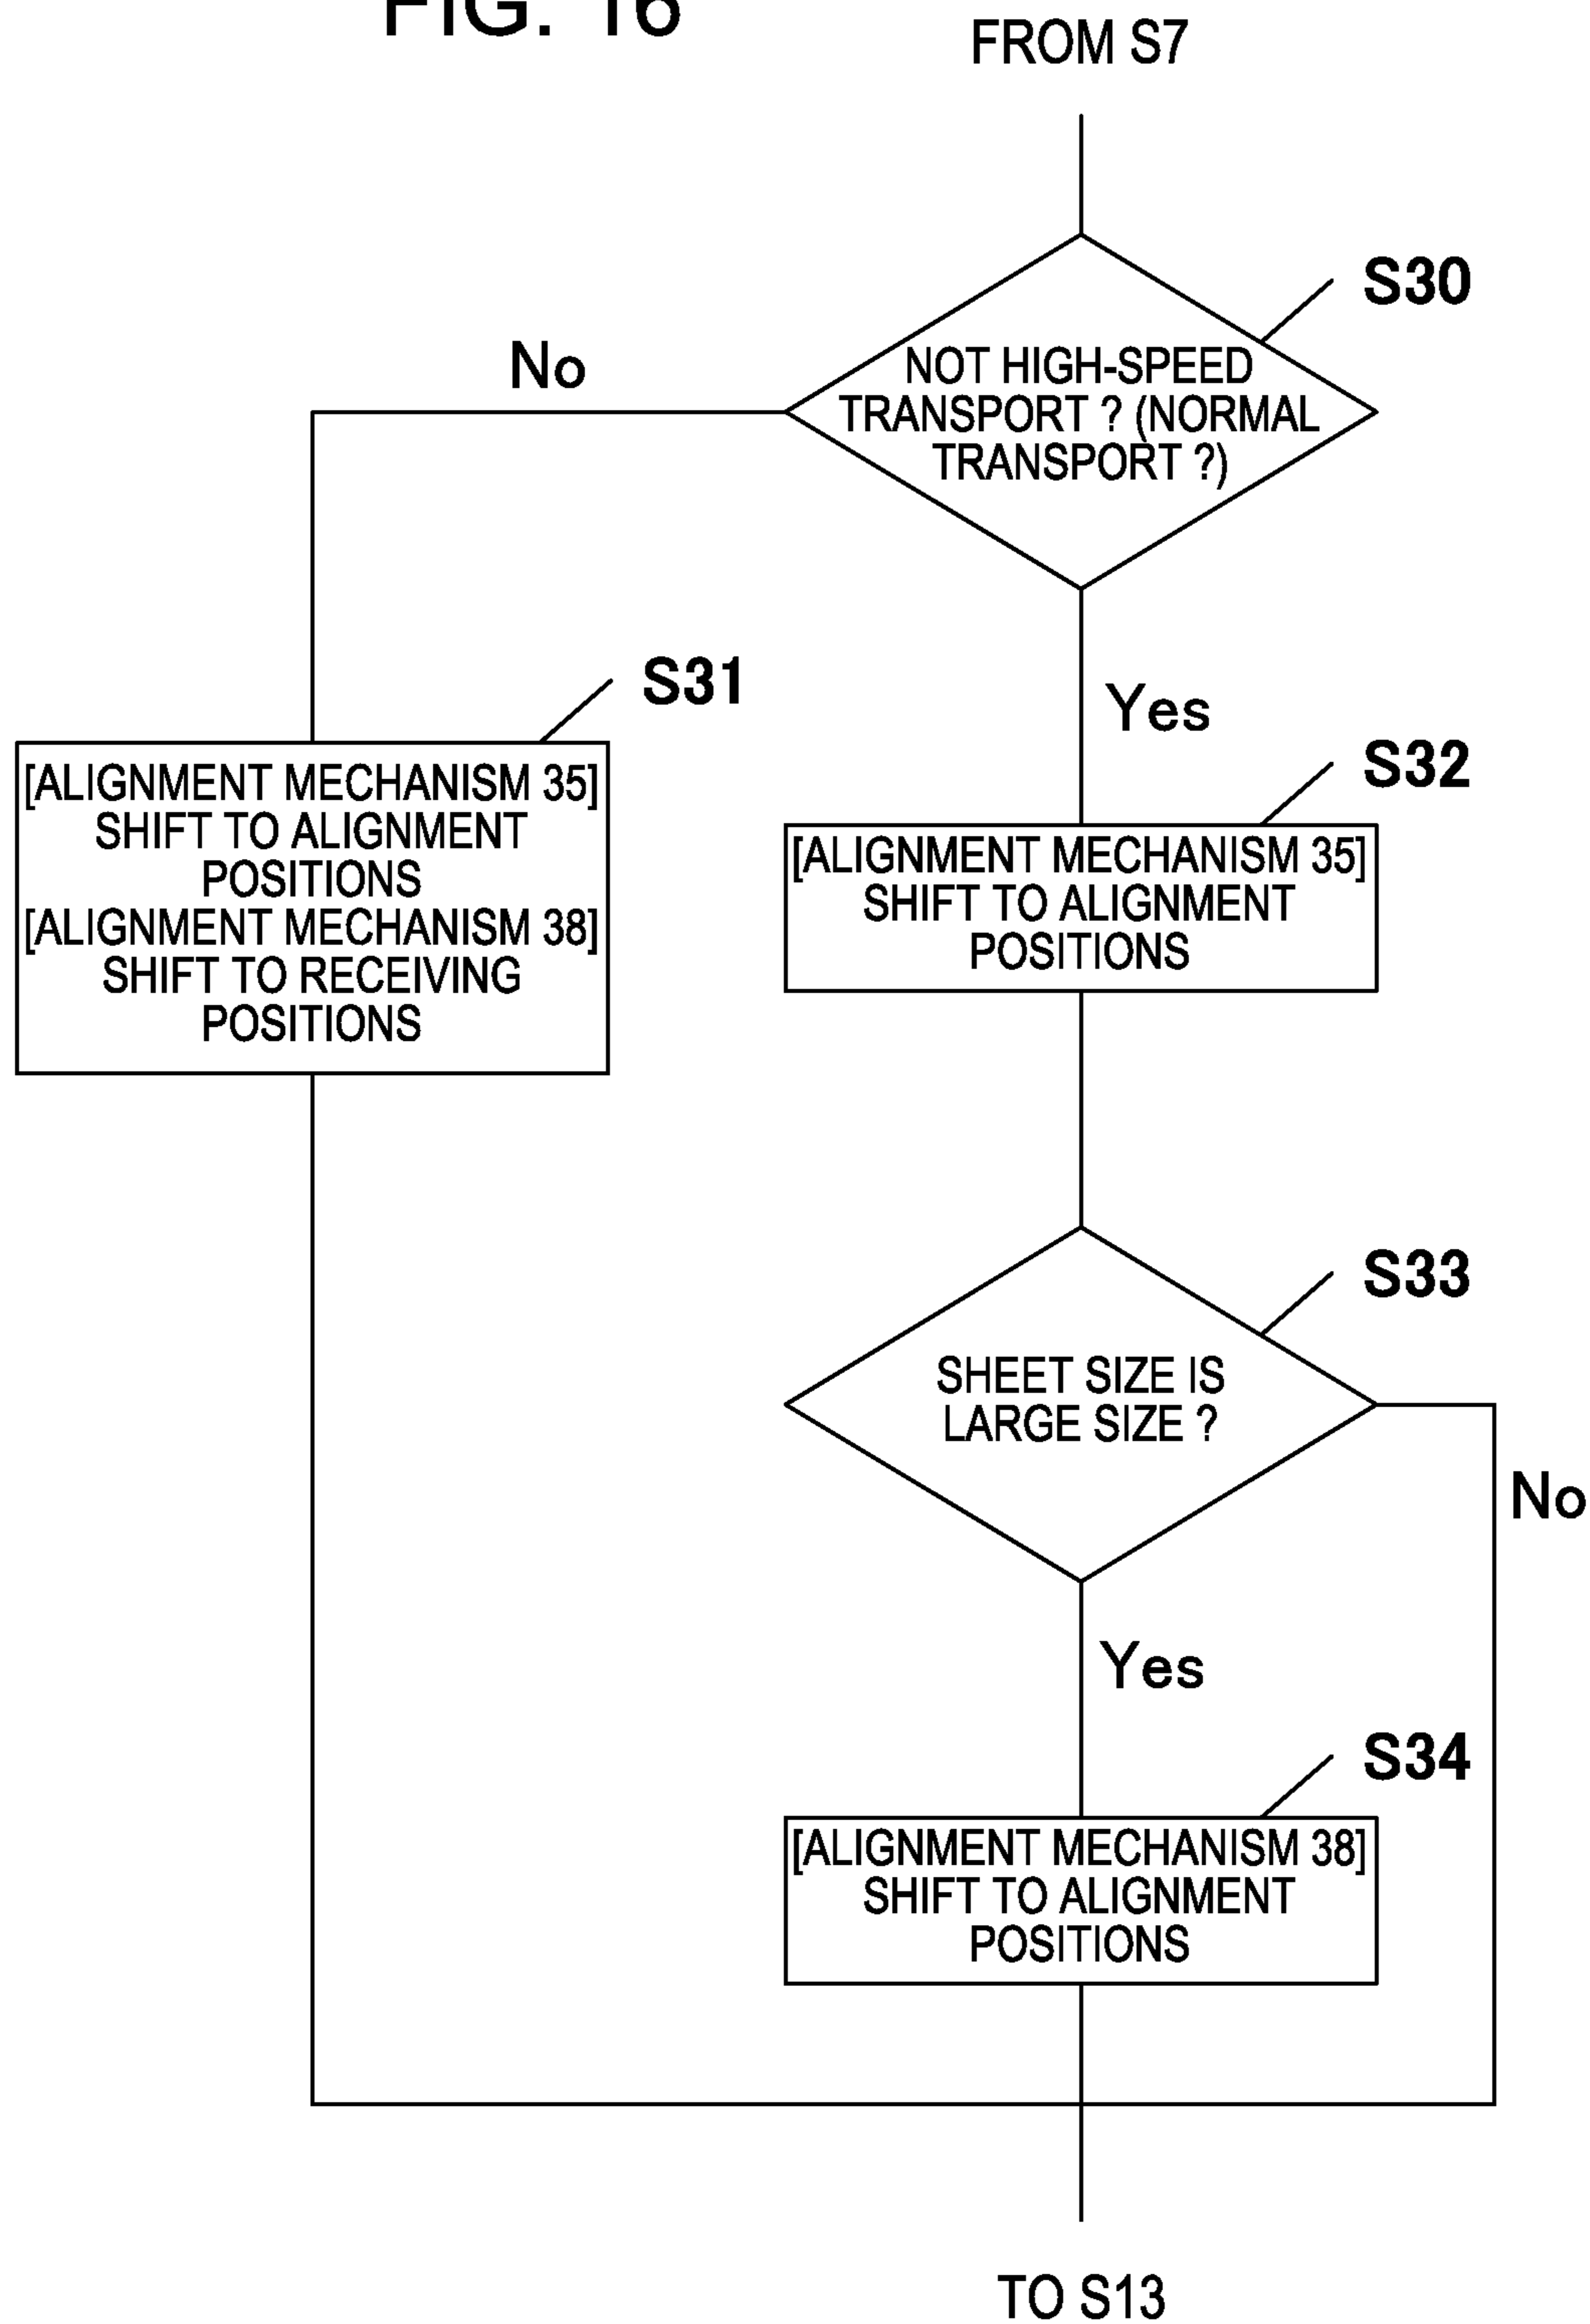 FIG. 16
FROM S7
S30
NOT HIGH-SPEED
TRANSPORT ? (NORMAL
TRANSPORT ?)
No
Yes
S31
[ALIGNMENT MECHANISM 35]
SHIFT TO ALIGNMENT
POSITIONS
[ALIGNMENT MECHANISM 38]
SHIFT TO RECEIVING
POSITIONS
S32
[ALIGNMENT MECHANISM 35]
SHIFT TO ALIGNMENT
POSITIONS
S33
SHEET SIZE IS
LARGE SIZE ?
No
Yes
S34
[ALIGNMENT MECHANISM 38]
SHIFT TO ALIGNMENT
POSITIONS
TO S13